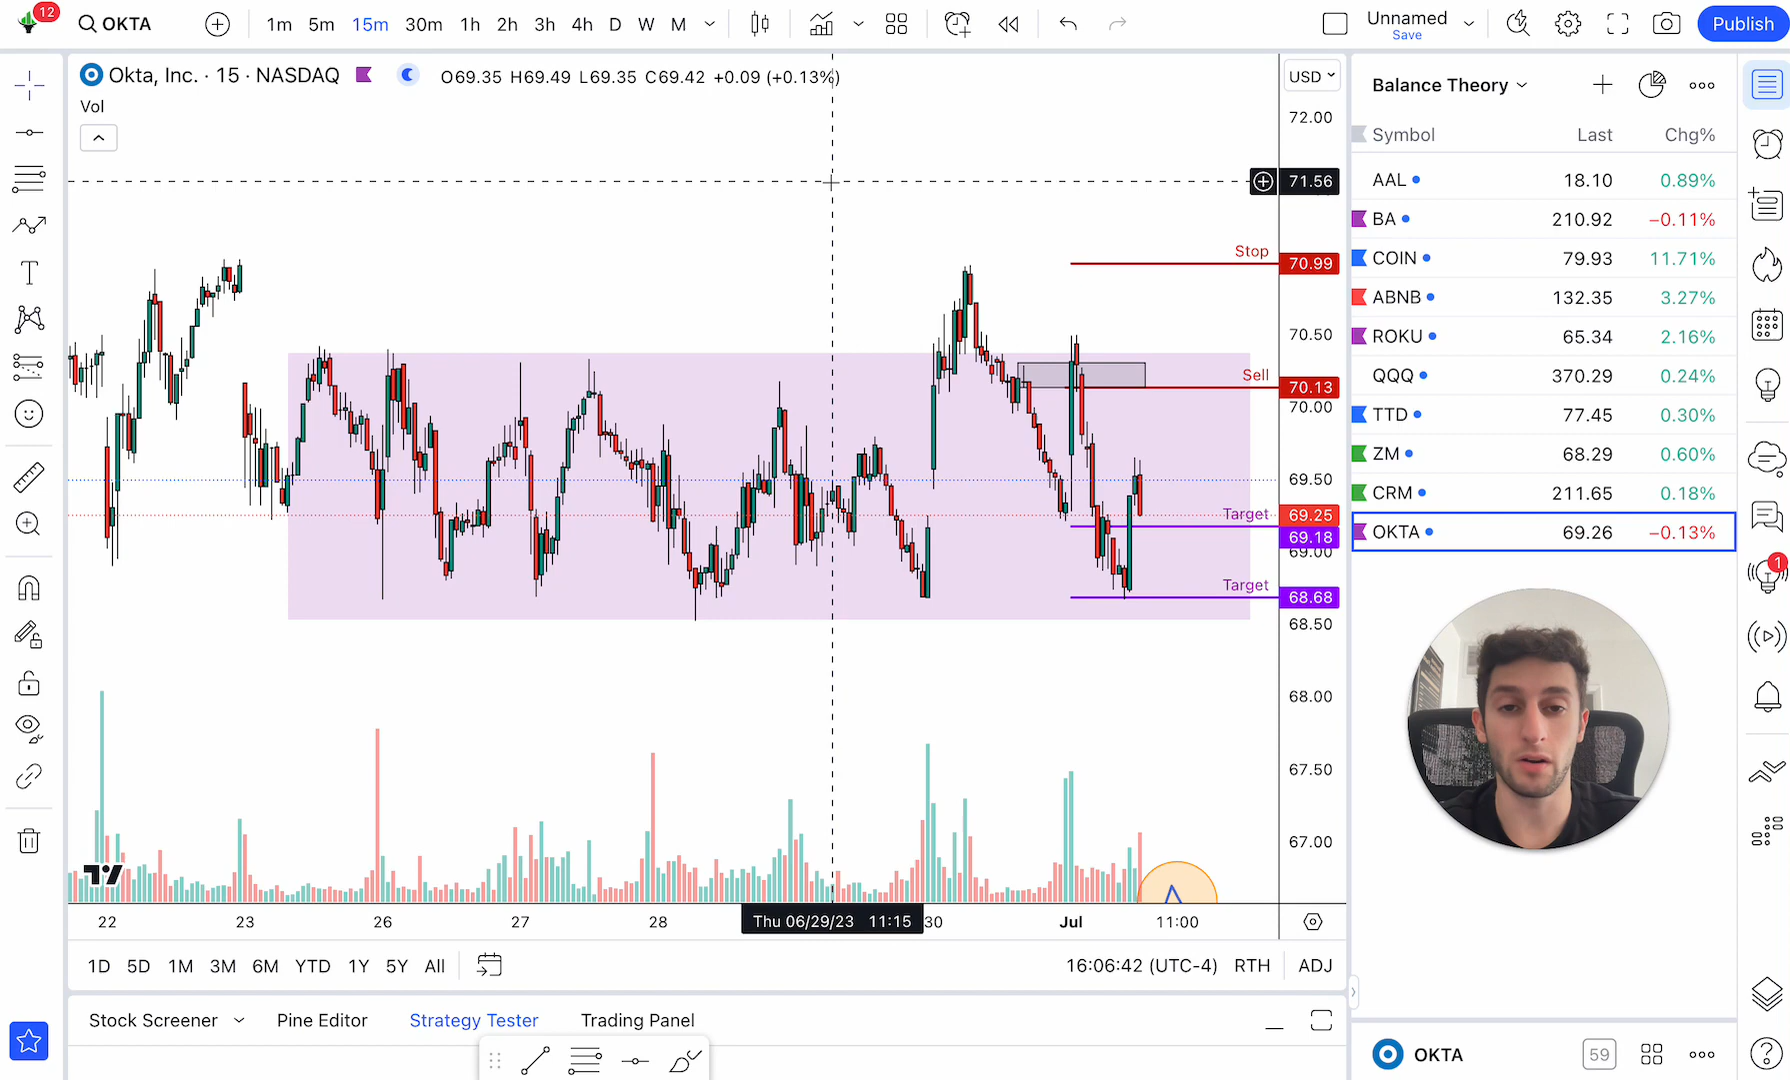 12
OKTA
1m 5m 15m 30m 1h 2h 3h 4h D W M
Unnamed
Save
Publish
Okta, Inc. · 15 · NASDAQ
O69.35 H69.49 L69.35 C69.42 +0.09 (+0.13%)
Vol
USD
72.00
71.56
Stop
70.99
70.50
Sell
70.13
70.00
69.50
Target
69.25
69.18
69.00
Target
68.68
68.50
68.00
67.50
67.00
22 23 26 27 28 Thu 06/29/23 11:15 30 Jul 11:00
1D 5D 1M 3M 6M YTD 1Y 5Y All
16:06:42 (UTC-4) RTH ADJ
Stock Screener Pine Editor Strategy Tester Trading Panel
Balance Theory
Symbol Last Chg%
AAL 18.10 0.89%
BA 210.92 −0.11%
COIN 79.93 11.71%
ABNB 132.35 3.27%
ROKU 65.34 2.16%
QQQ 370.29 0.24%
TTD 77.45 0.30%
ZM 68.29 0.60%
CRM 211.65 0.18%
OKTA 69.26 −0.13%
1
OKTA
59